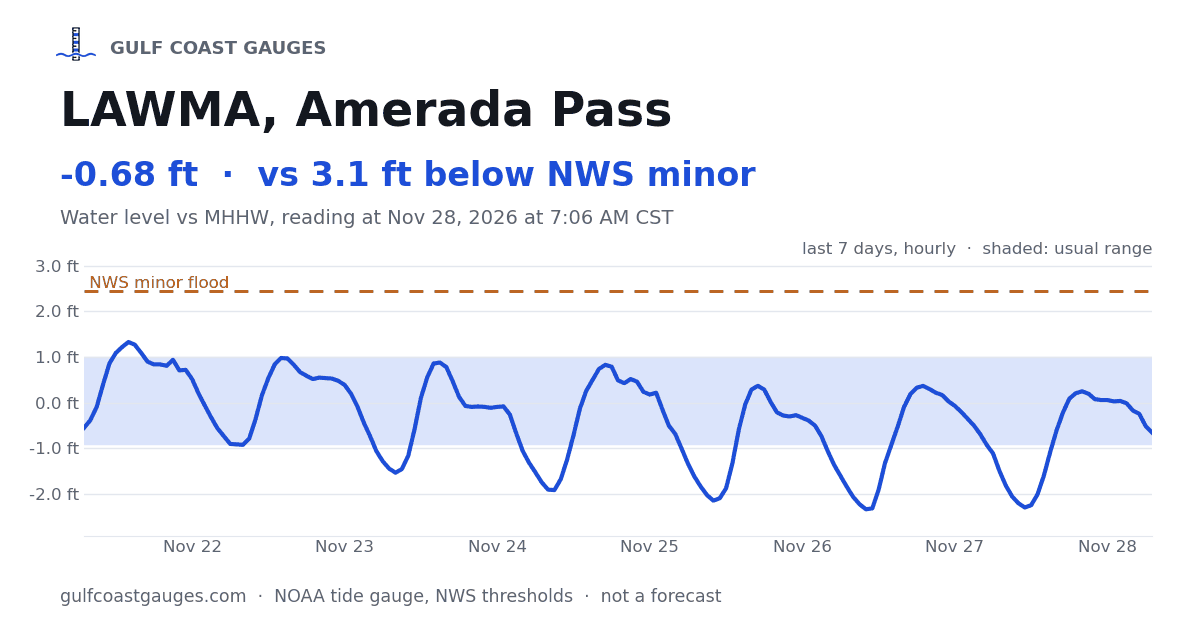 GULF COAST GAUGES
LAWMA, Amerada Pass
-0.68 ft · vs 3.1 ft below NWS minor
Water level vs MHHW, reading at Nov 28, 2026 at 7:06 AM CST
last 7 days, hourly · shaded: usual range
3.0 ft
NWS minor flood
2.0 ft
1.0 ft
0.0 ft
-1.0 ft
-2.0 ft
Nov 22 Nov 23 Nov 24 Nov 25 Nov 26 Nov 27 Nov 28
gulfcoastgauges.com · NOAA tide gauge, NWS thresholds · not a forecast